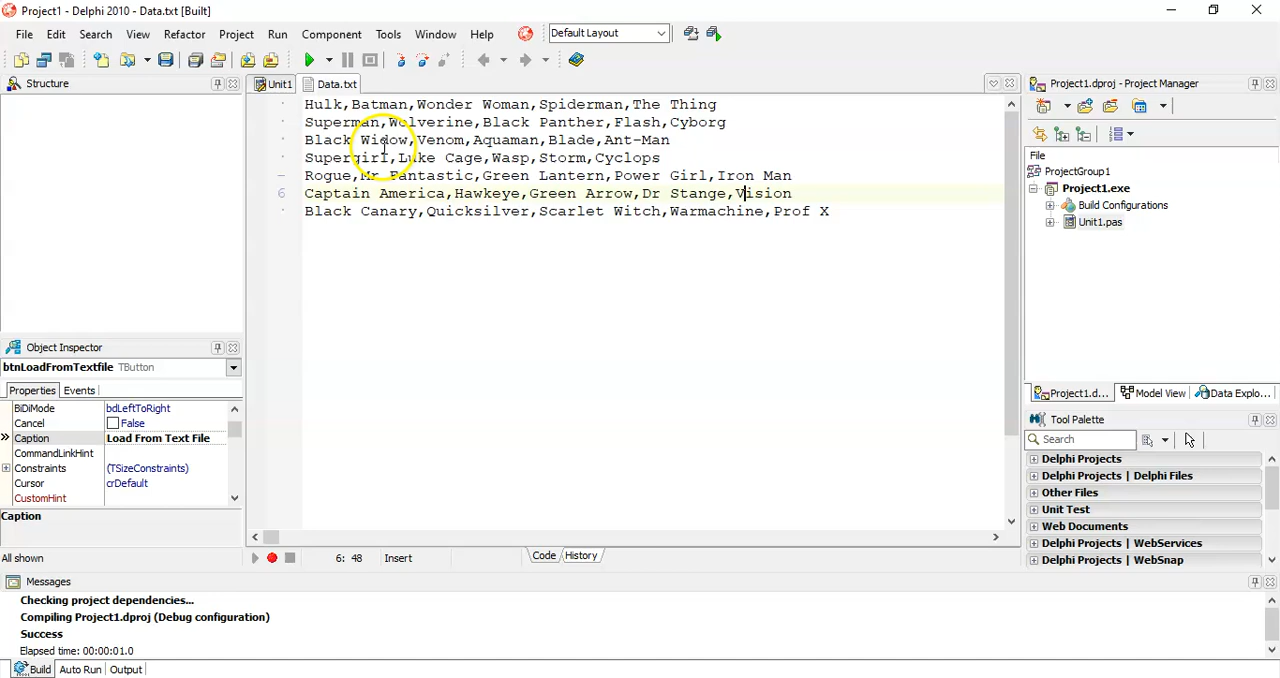 Project1 - Delphi 2010 - Data.txt [Built]
File Edit Search View Refactor Project Run Component Tools Window Help Default Layout
Structure
Unit1 Data.txt
Project1.dproj - Project Manager
Hulk,Batman,Wonder Woman,Spiderman,The Thing
Superman,Wolverine,Black Panther,Flash,Cyborg
Black Widow,Venom,Aquaman,Blade,Ant-Man
Supergirl,Luke Cage,Wasp,Storm,Cyclops
Rogue,Mr Fantastic,Green Lantern,Power Girl,Iron Man
6 Captain America,Hawkeye,Green Arrow,Dr Stange,Vision
Black Canary,Quicksilver,Scarlet Witch,Warmachine,Prof X
File
ProjectGroup1
Project1.exe
Build Configurations
Unit1.pas
Object Inspector
btnLoadFromTextfile TButton
Properties Events
BiDiMode bdLeftToRight
Cancel False
Caption Load From Text File
CommandLinkHint
Constraints (TSizeConstraints)
Cursor crDefault
CustomHint
Caption
All shown
6: 48 Insert
Code History
Project1.d... Model View Data Explo...
Tool Palette
Search
Delphi Projects
Delphi Projects | Delphi Files
Other Files
Unit Test
Web Documents
Delphi Projects | WebServices
Delphi Projects | WebSnap
Messages
Checking project dependencies...
Compiling Project1.dproj (Debug configuration)
Success
Elapsed time: 00:00:01.0
Build Auto Run Output